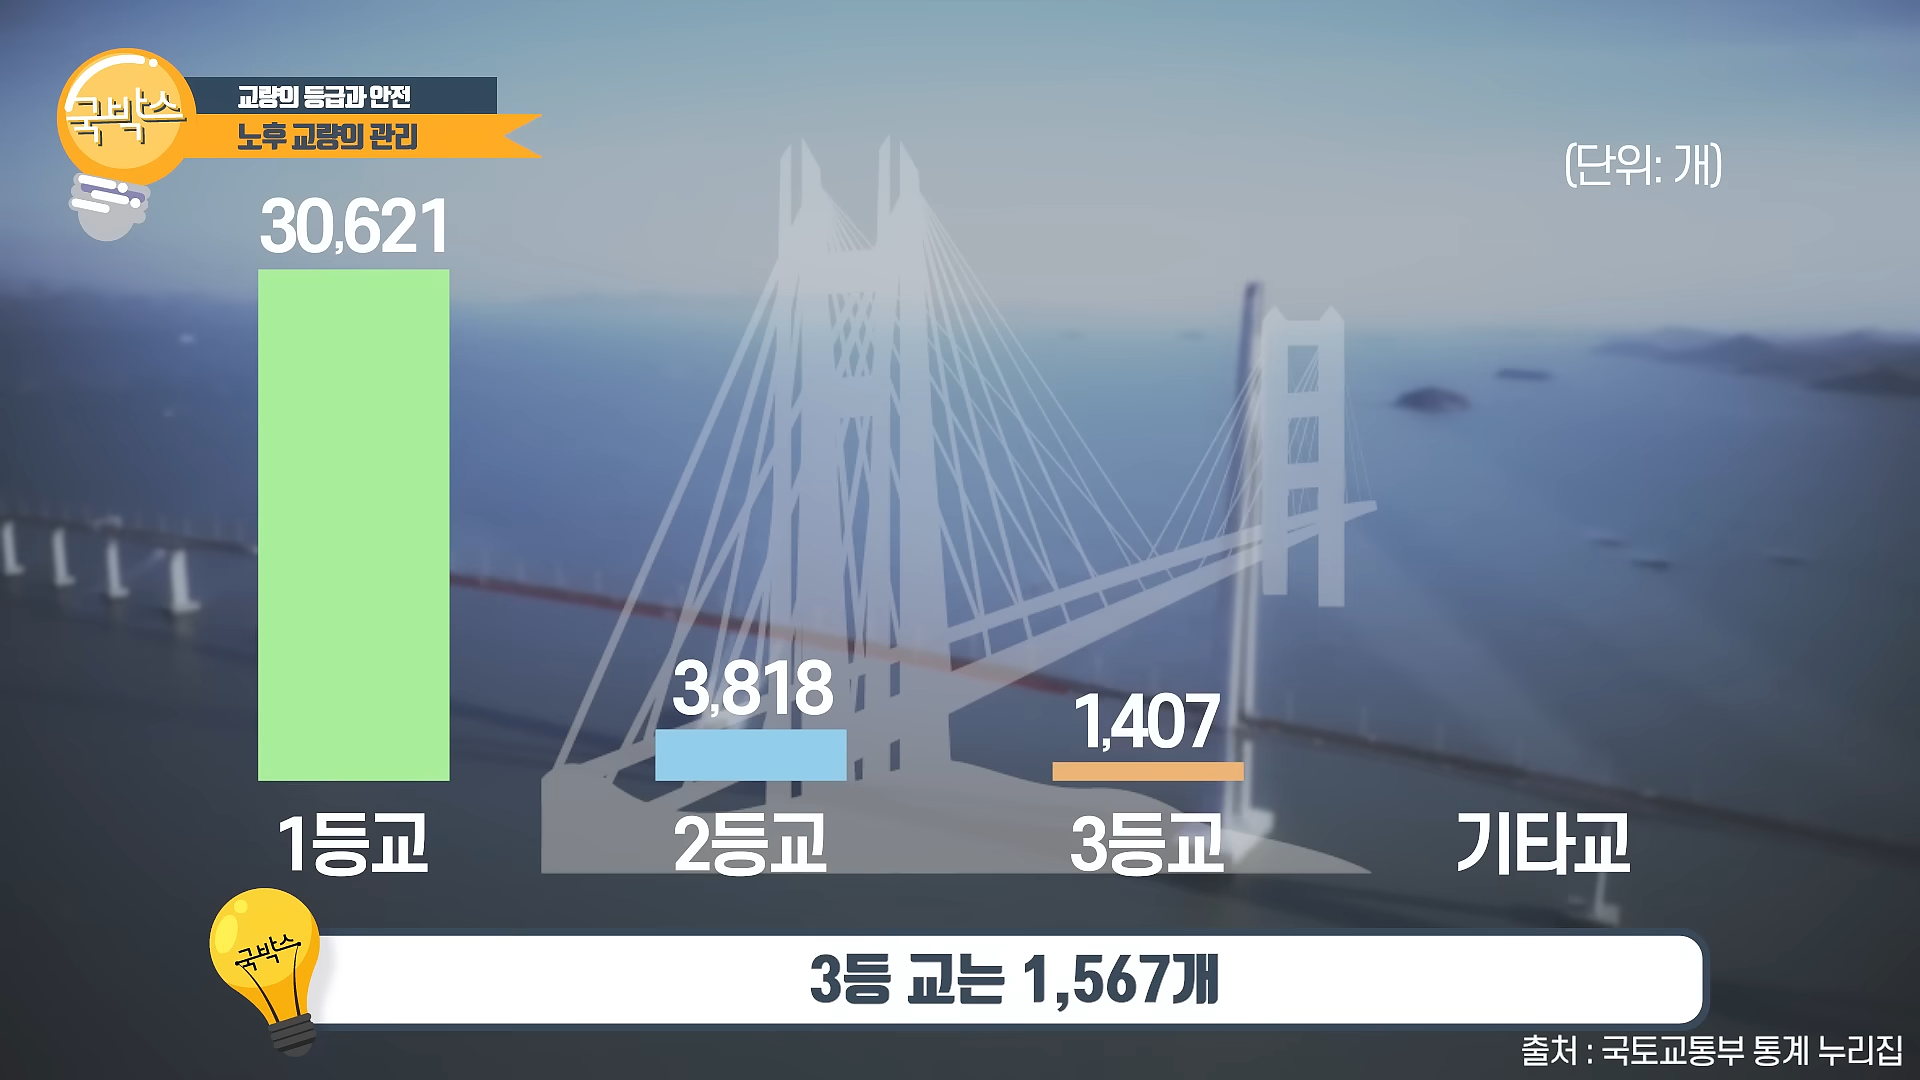 국박스
교량의 등급과 안전
노후 교량의 관리
(단위: 개)
30,621
3,818
1,407
1등교
2등교
3등교
기타교
국박스
3등 교는 1,567개
출처 : 국토교통부 통계 누리집